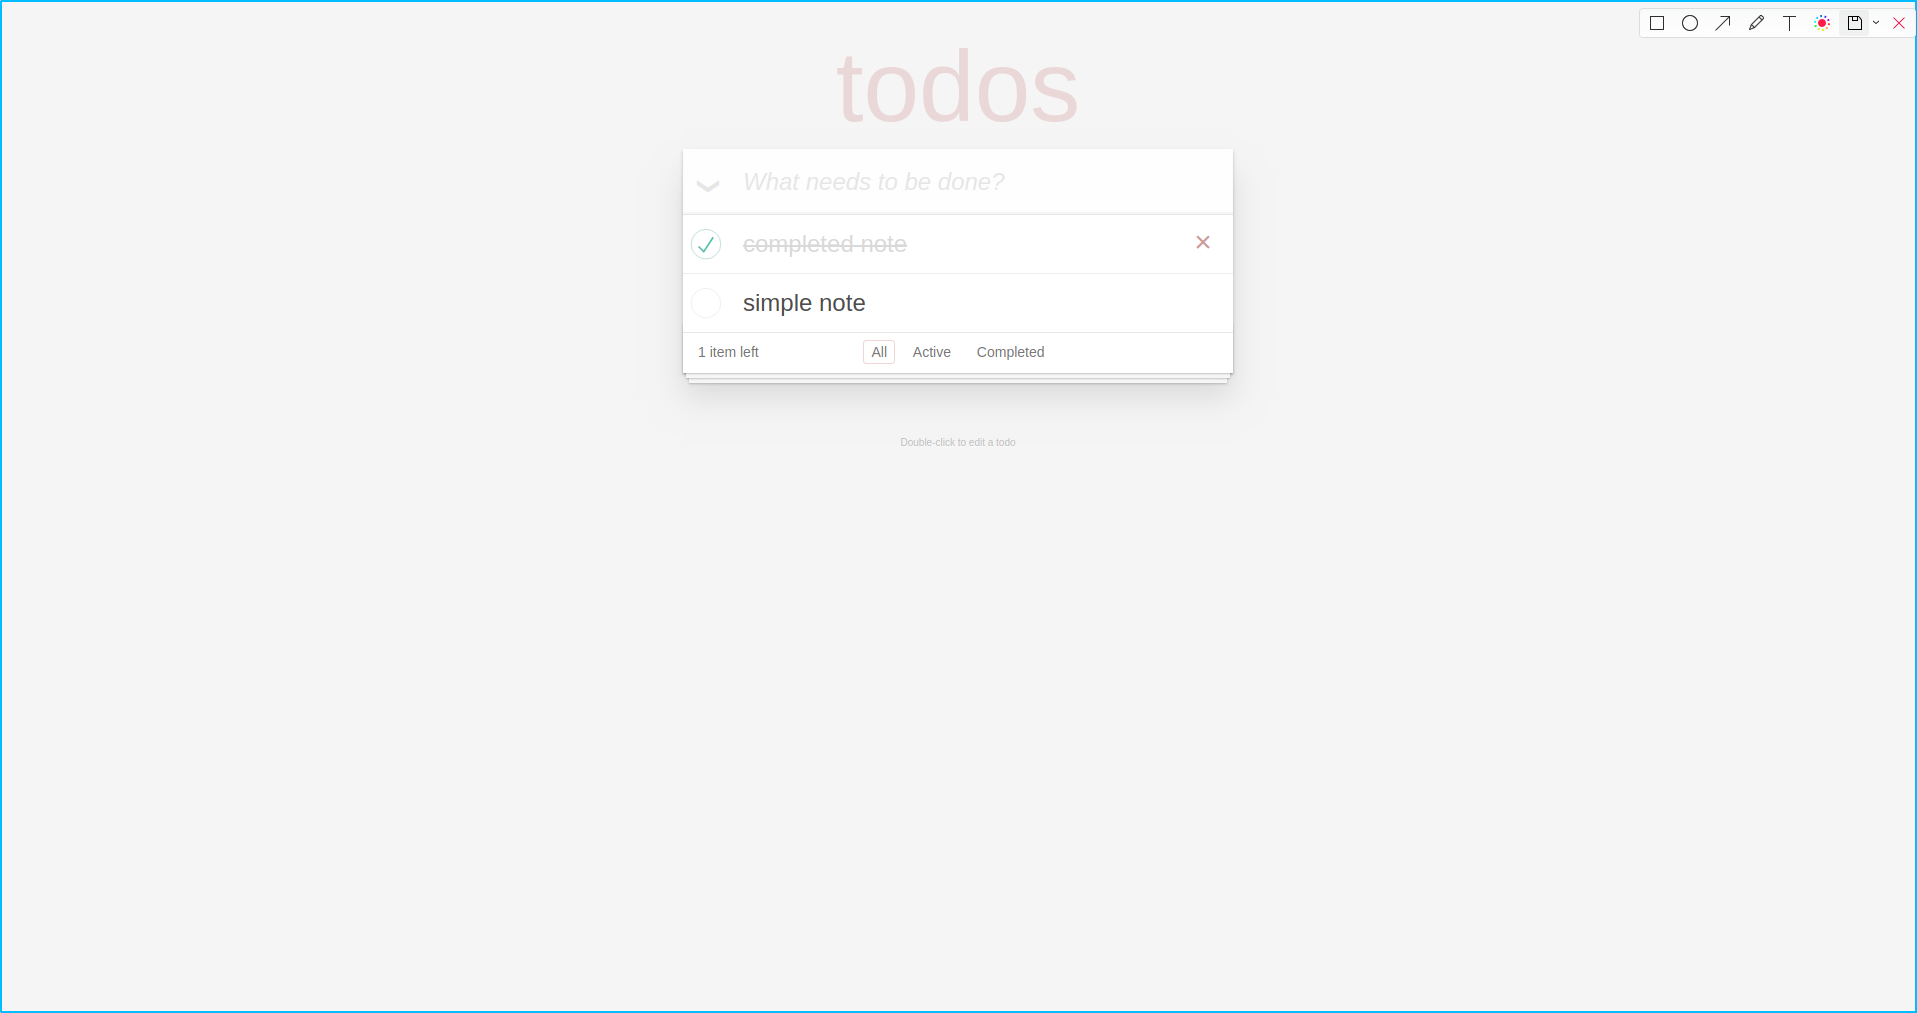 todos
What needs to be done?
completed note
simple note
1 item left All Active Completed
Double-click to edit a todo